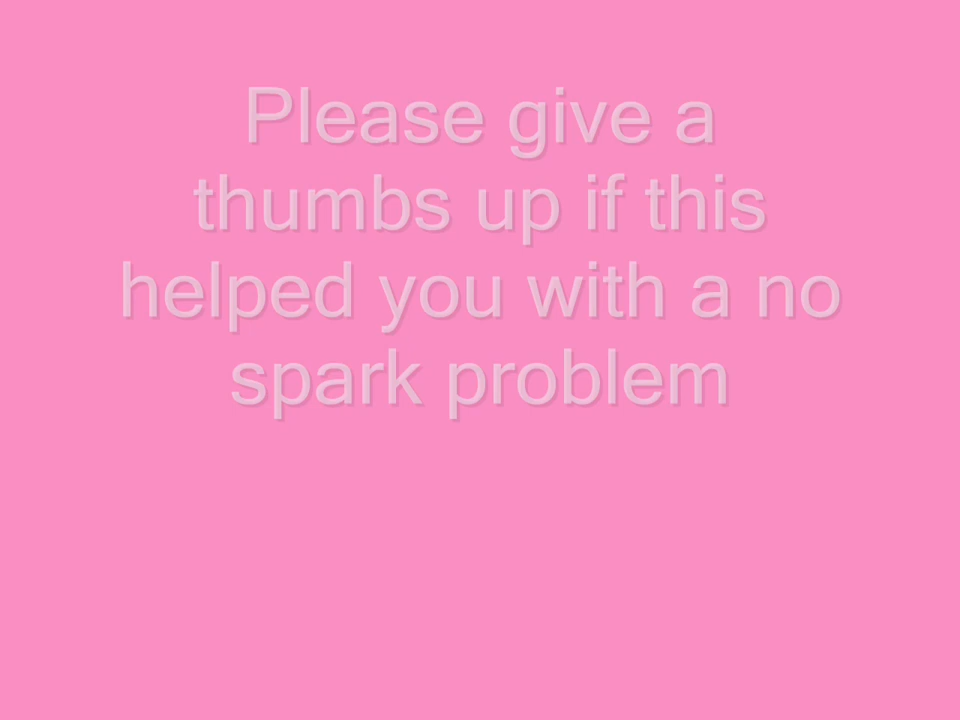 Please give a
thumbs up if this
helped you with a no
spark problem